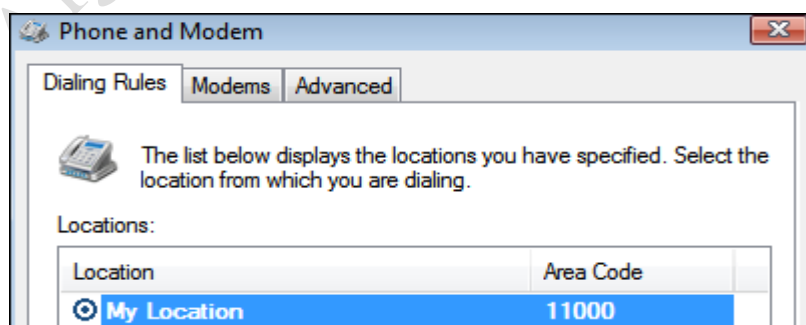 Phone and Modem
Dialing Rules Modems Advanced
The list below displays the locations you have specified. Select the
location from which you are dialing.
Locations:
Location Area Code
My Location 11000